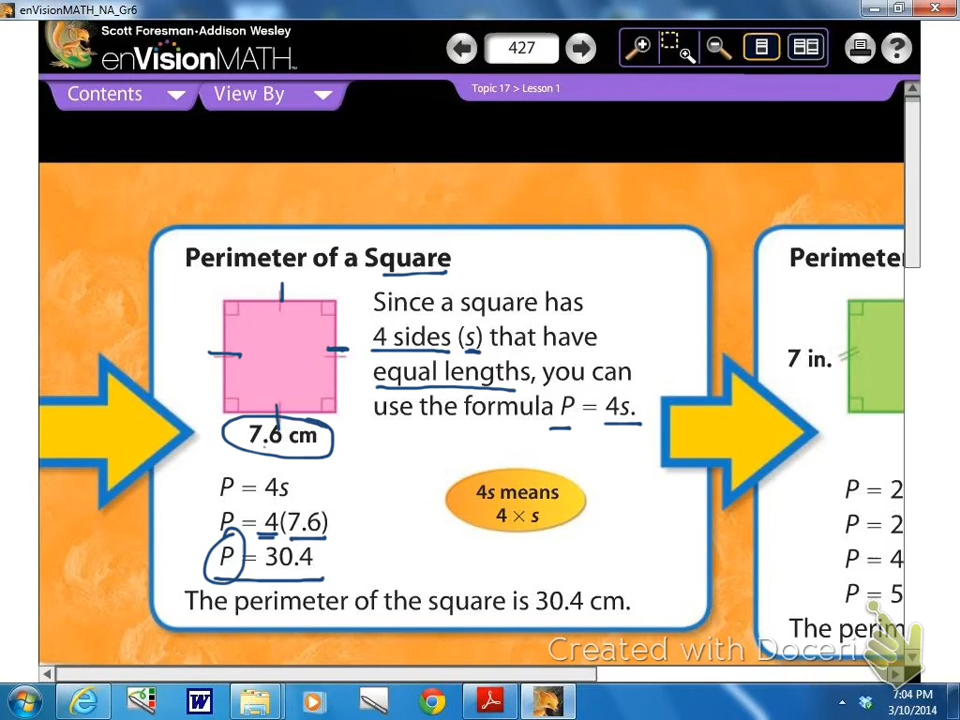 enVisionMATH_NA_Gr6
Scott Foresman·Addison Wesley
enVisionMATH™
427
?
Contents
View By
Topic 17 > Lesson 1
Perimeter of a Square
Since a square has
4 sides (s) that have
equal lengths, you can
use the formula P = 4s.
7.6 cm
P = 4s
P = 4(7.6)
P = 30.4
4s means
4 × s
The perimeter of the square is 30.4 cm.
Perimeter
7 in.
P = 2
P = 2
P = 4
P = 5
The perim
Created with Doceri
W
7:04 PM
3/10/2014